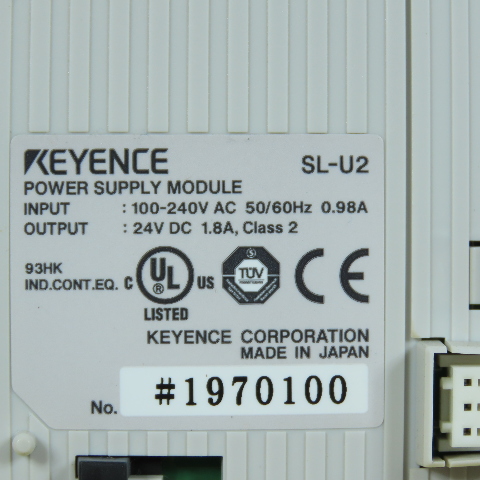 KEYENCE SL-U2
POWER SUPPLY MODULE
INPUT : 100-240V AC 50/60Hz 0.98A
OUTPUT : 24V DC 1.8A, Class 2
93HK
IND.CONT.EQ. C UL US
LISTED
TÜV
CE
KEYENCE CORPORATION
MADE IN JAPAN
No. #1970100